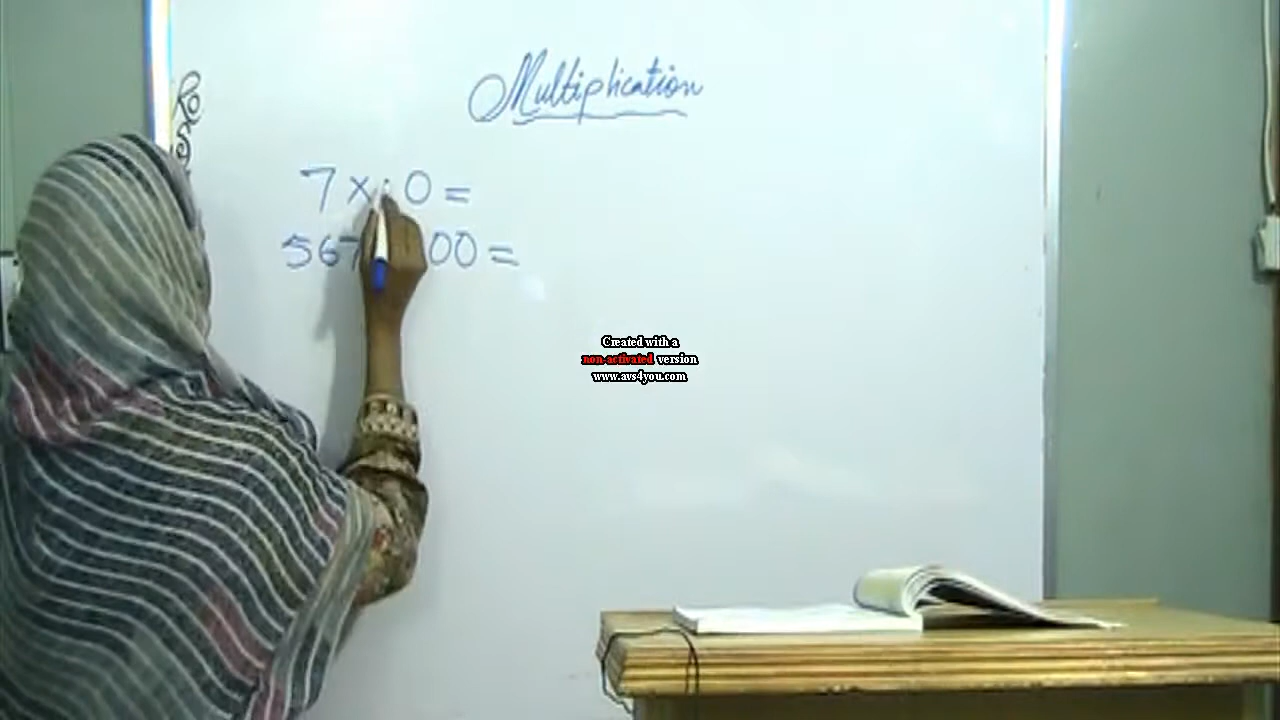 Multiplication
7 × 0 =
567 00 =
Created with a
non-activated version
www.avs4you.com